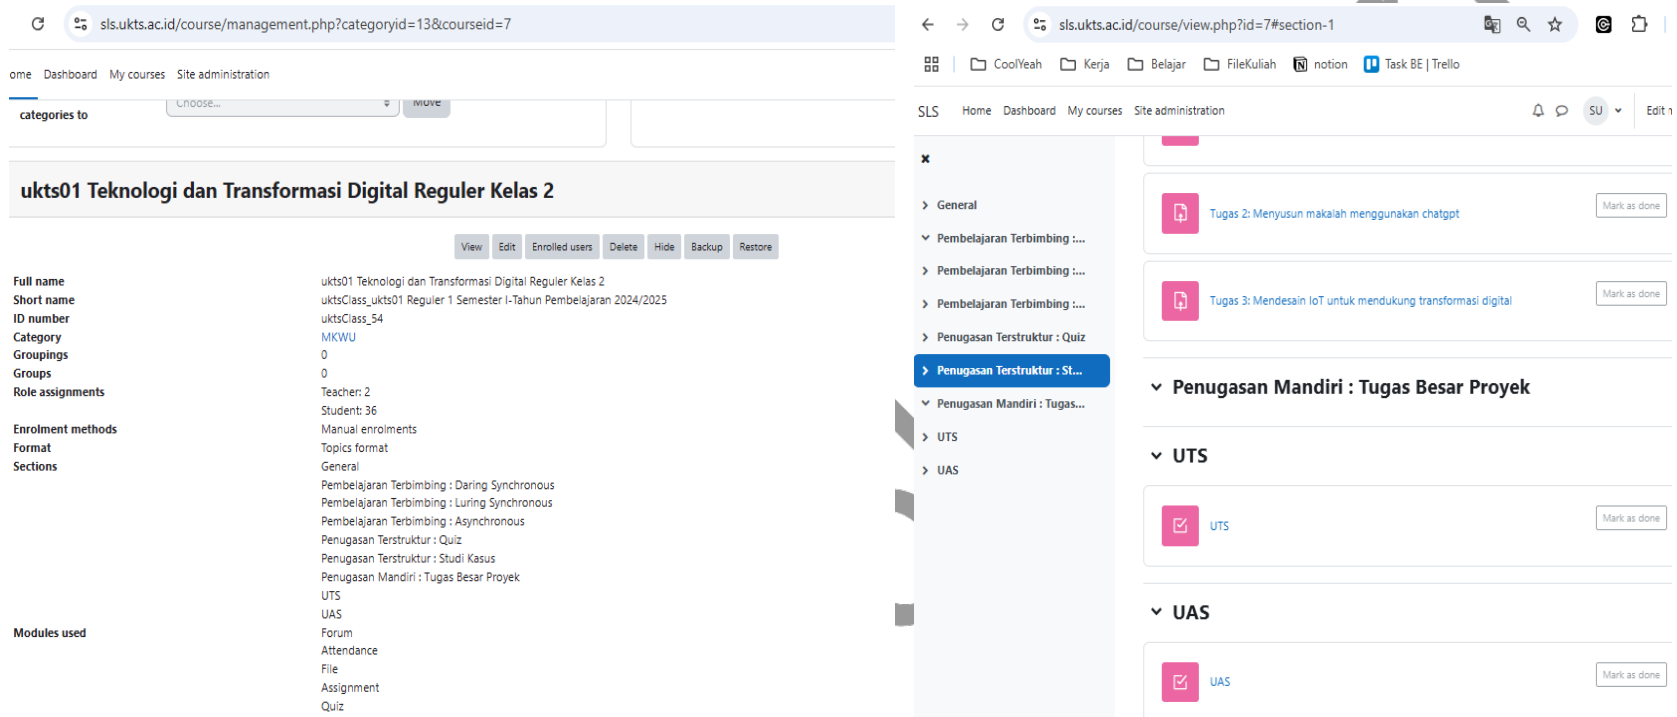 sls.ukts.ac.id/course/management.php?categoryid=13&courseid=7
ome Dashboard My courses Site administration
categories to
Choose...
Move
ukts01 Teknologi dan Transformasi Digital Reguler Kelas 2
View Edit Enrolled users Delete Hide Backup Restore
Full name ukts01 Teknologi dan Transformasi Digital Reguler Kelas 2
Short name uktsClass_ukts01 Reguler 1 Semester I-Tahun Pembelajaran 2024/2025
ID number uktsClass_54
Category MKWU
Groupings 0
Groups 0
Role assignments Teacher: 2
Student: 36
Enrolment methods Manual enrolments
Format Topics format
Sections General
Pembelajaran Terbimbing : Daring Synchronous
Pembelajaran Terbimbing : Luring Synchronous
Pembelajaran Terbimbing : Asynchronous
Penugasan Terstruktur : Quiz
Penugasan Terstruktur : Studi Kasus
Penugasan Mandiri : Tugas Besar Proyek
UTS
UAS
Modules used Forum
Attendance
File
Assignment
Quiz
sls.ukts.ac.id/course/view.php?id=7#section-1
CoolYeah Kerja Belajar FileKuliah notion Task BE | Trello
SLS Home Dashboard My courses Site administration SU Edit
General
Pembelajaran Terbimbing :...
Pembelajaran Terbimbing :...
Pembelajaran Terbimbing :...
Penugasan Terstruktur : Quiz
Penugasan Terstruktur : St...
Penugasan Mandiri : Tugas...
UTS
UAS
Tugas 2: Menyusun makalah menggunakan chatgpt Mark as done
Tugas 3: Mendesain IoT untuk mendukung transformasi digital Mark as done
Penugasan Mandiri : Tugas Besar Proyek
UTS
UTS Mark as done
UAS
UAS Mark as done